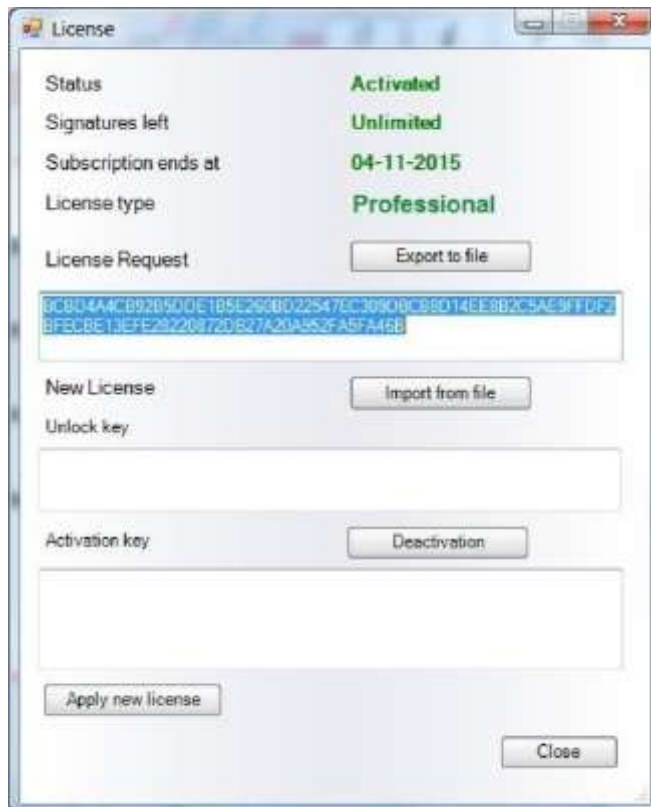 License
Status Activated
Signatures left Unlimited
Subscription ends at 04-11-2015
License type Professional
License Request Export to file
New License Import from file
Unlock key
Activation key Deactivation
Apply new license
Close